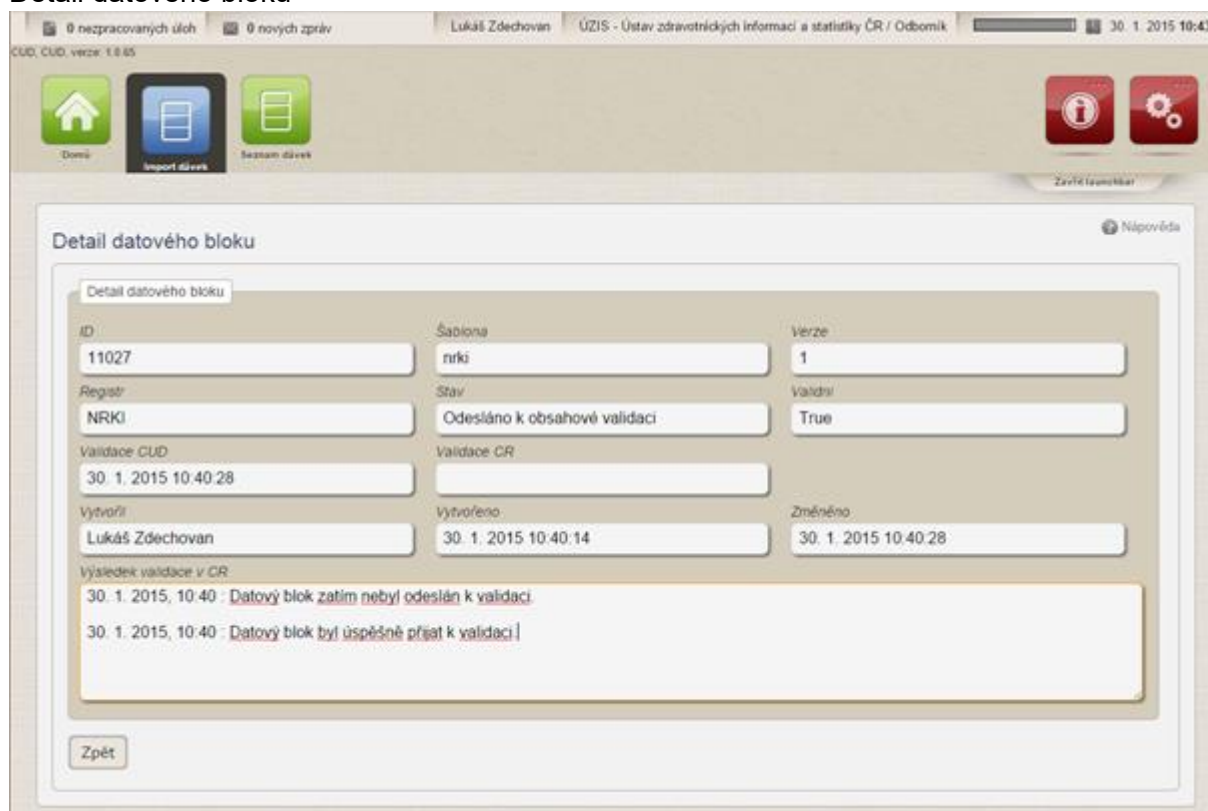 Detail datového bloku
0 nezpracovaných úloh 0 nových zpráv Lukáš Zdechovan ÚZIS - Ústav zdravotnických informací a statistiky ČR / Odborník 30. 1. 2015 10:43
CUD, CUD, verze: 1.0.65
Domů
Import dávek
Seznam dávek
Zavřít launchbar
Detail datového bloku
Nápověda
Detail datového bloku
ID Šablona Verze
11027 nrki 1
Registr Stav Validní
NRKI Odesláno k obsahové validaci True
Validace CUD Validace CR
30. 1. 2015 10:40:28
Vytvořil Vytvořeno Změněno
Lukáš Zdechovan 30. 1. 2015 10:40:14 30. 1. 2015 10:40:28
Výsledek validace v CR
30. 1. 2015, 10:40 : Datový blok zatím nebyl odeslán k validaci.
30. 1. 2015, 10:40 : Datový blok byl úspěšně přijat k validaci.
Zpět